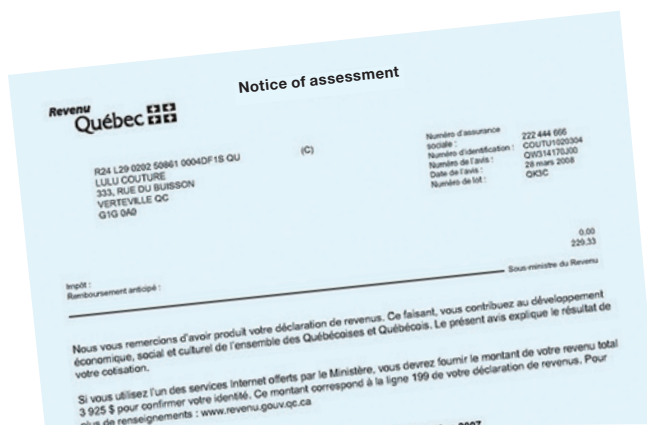 Notice of assessment
Revenu
Québec
R24 L29 0202 50861 0004DF1S QU
(C)
LULU COUTURE
333, RUE DU BUISSON
VERTEVILLE QC
G1G 0A0
Numéro d'assurance
sociale : 222 444 666
Numéro d'identification : COUTU1020304
Numéro de l'avis : QW314170J00
Date de l'avis : 28 mars 2008
Numéro de lot : QK3C
Impôt : 0,00
Remboursement anticipé : 229,33
Sous-ministre du Revenu
Nous vous remercions d'avoir produit votre déclaration de revenus. Ce faisant, vous contribuez au développement
économique, social et culturel de l'ensemble des Québécoises et Québécois. Le présent avis explique le résultat de
votre cotisation.
Si vous utilisez l'un des services Internet offerts par le Ministère, vous devrez fournir le montant de votre revenu total
3 925 $ pour confirmer votre identité. Ce montant correspond à la ligne 199 de votre déclaration de revenus. Pour
plus de renseignements : www.revenu.gouv.qc.ca
2007